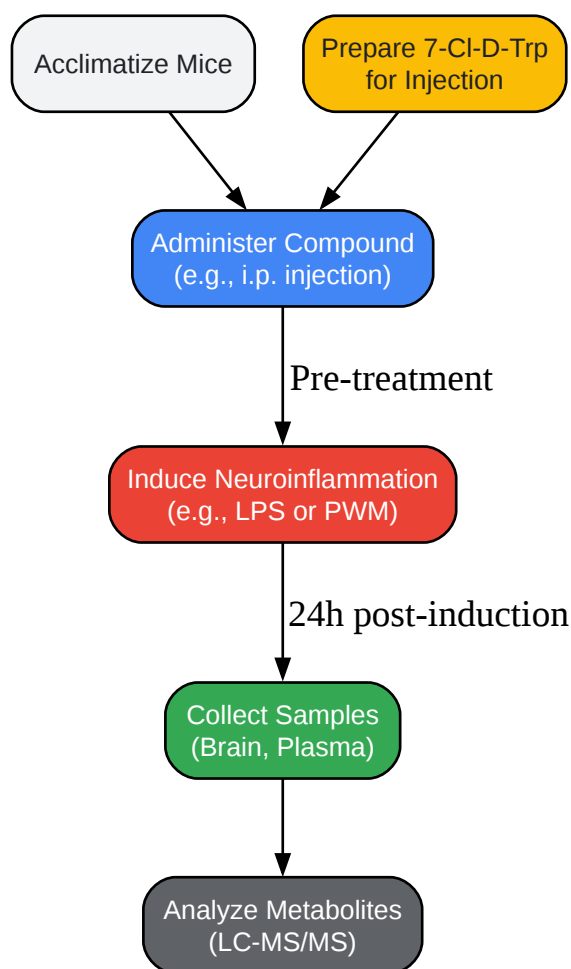 Acclimatize Mice
Prepare 7-Cl-D-Trp
for Injection
Administer Compound
(e.g., i.p. injection)
Pre-treatment
Induce Neuroinflammation
(e.g., LPS or PWM)
24h post-induction
Collect Samples
(Brain, Plasma)
Analyze Metabolites
(LC-MS/MS)